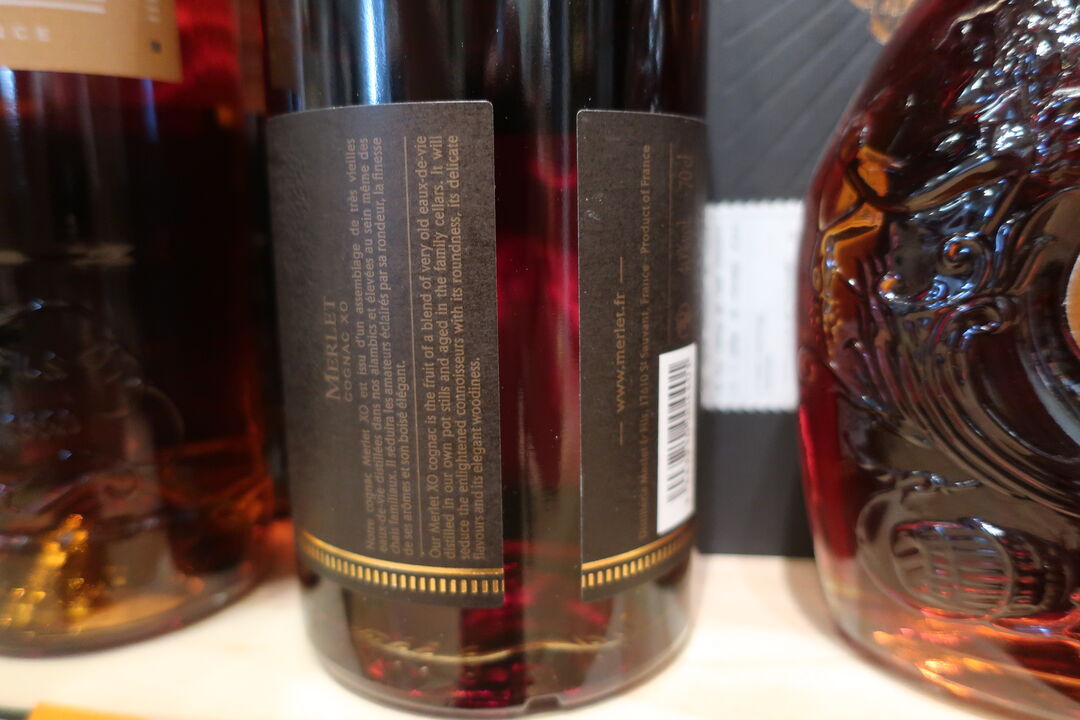 NCE
MERLET
COGNAC XO
Notre cognac Merlet XO est issu d'un assemblage de très vieilles
eaux-de-vie distillées dans nos alambics et élevées au sein même des
chais familiaux. Il séduira les amateurs éclairés par sa rondeur, la finesse
de ses arômes et son boisé élégant.
Our Merlet XO cognac is the fruit of a blend of very old eaux-de-vie
distilled in our own pot stills and aged in the family cellars. It will
seduce the enlightened connoisseurs with its roundness, its delicate
flavours and its elegant woodiness.
www.merlet.fr
Merlet & fils, 17610 St Sauvant, France - Product of France
70 cl